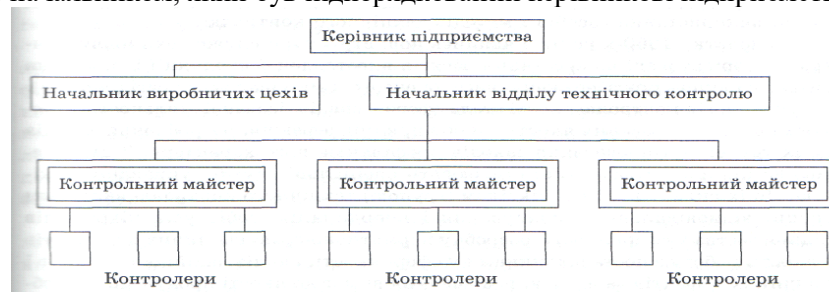 Керівник підприємства
Начальник виробничих цехів Начальник відділу технічного контролю
Контрольний майстер Контрольний майстер Контрольний майстер
Контролери Контролери Контролери